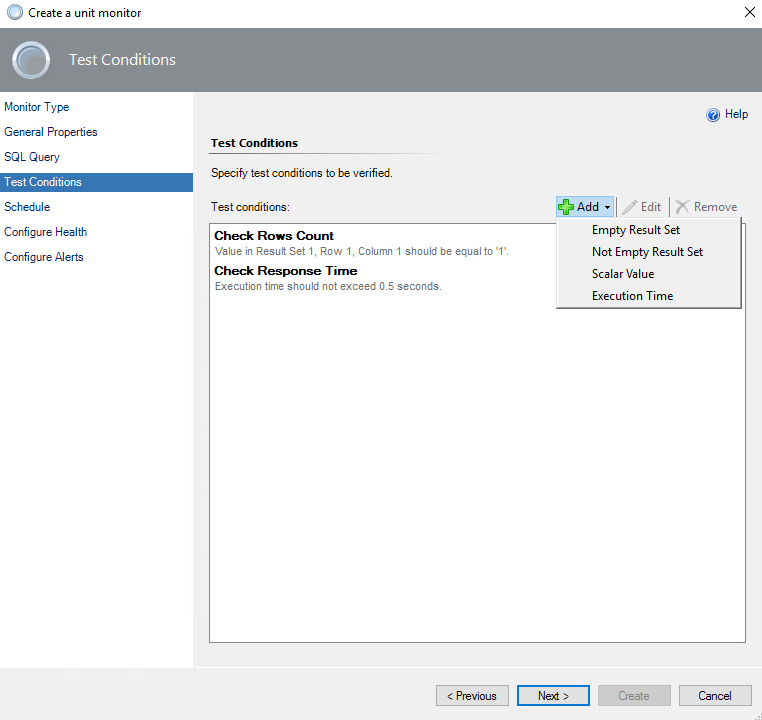 Create a unit monitor
Test Conditions
Monitor Type
General Properties
SQL Query
Test Conditions
Schedule
Configure Health
Configure Alerts
Help
Test Conditions
Specify test conditions to be verified.
Test conditions:
Add
Edit
Remove
Empty Result Set
Not Empty Result Set
Scalar Value
Execution Time
Check Rows Count
Value in Result Set 1, Row 1, Column 1 should be equal to '1'.
Check Response Time
Execution time should not exceed 0.5 seconds.
< Previous
Next >
Create
Cancel